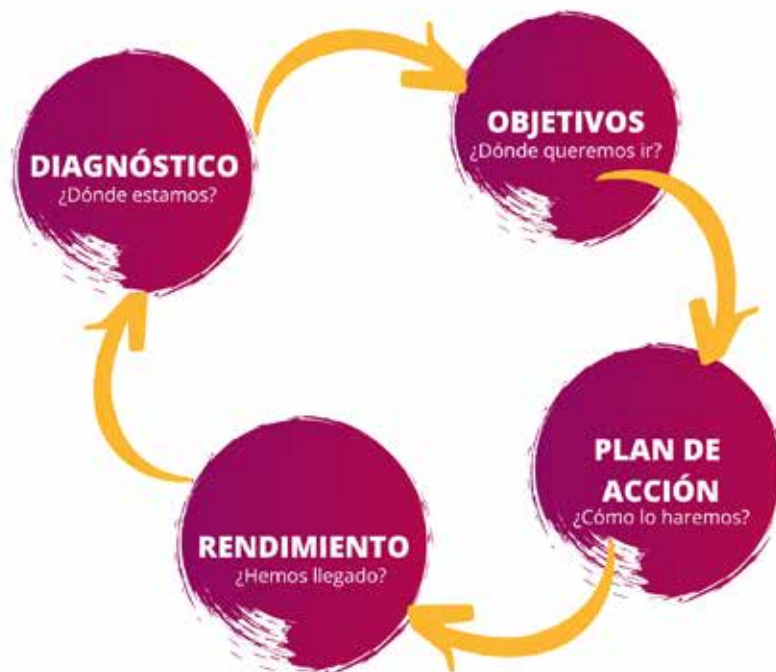 DIAGNÓSTICO
¿Dónde estamos?
OBJETIVOS
¿Dónde queremos ir?
PLAN DE
ACCIÓN
¿Cómo lo haremos?
RENDIMIENTO
¿Hemos llegado?